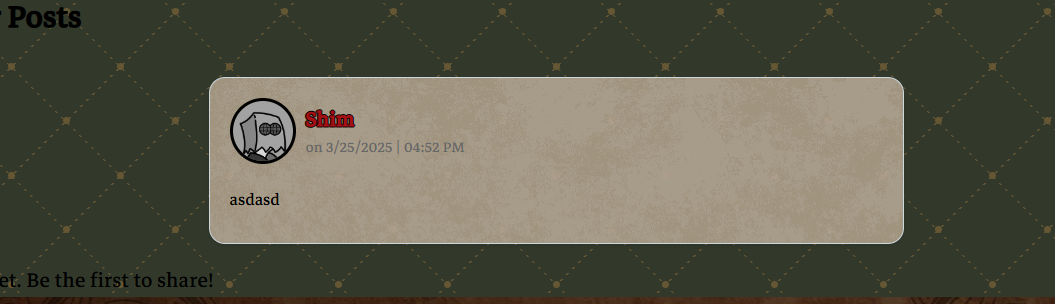 Posts
Shim
on 3/25/2025 | 04:52 PM
asdasd
et. Be the first to share!